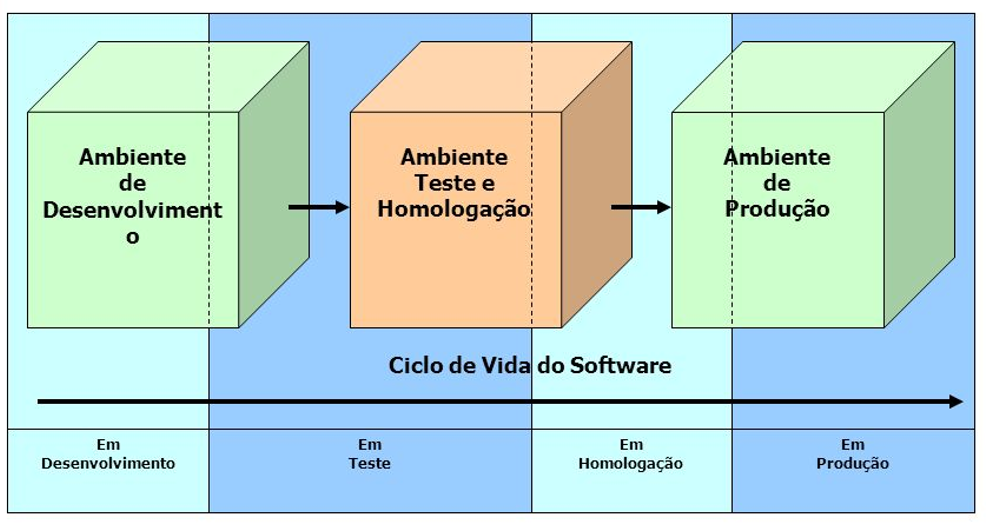 Ambiente
de
Desenvolviment
o
Ambiente
Teste e
Homologação
Ambiente
de
Produção
Ciclo de Vida do Software
Em
Desenvolvimento
Em
Teste
Em
Homologação
Em
Produção